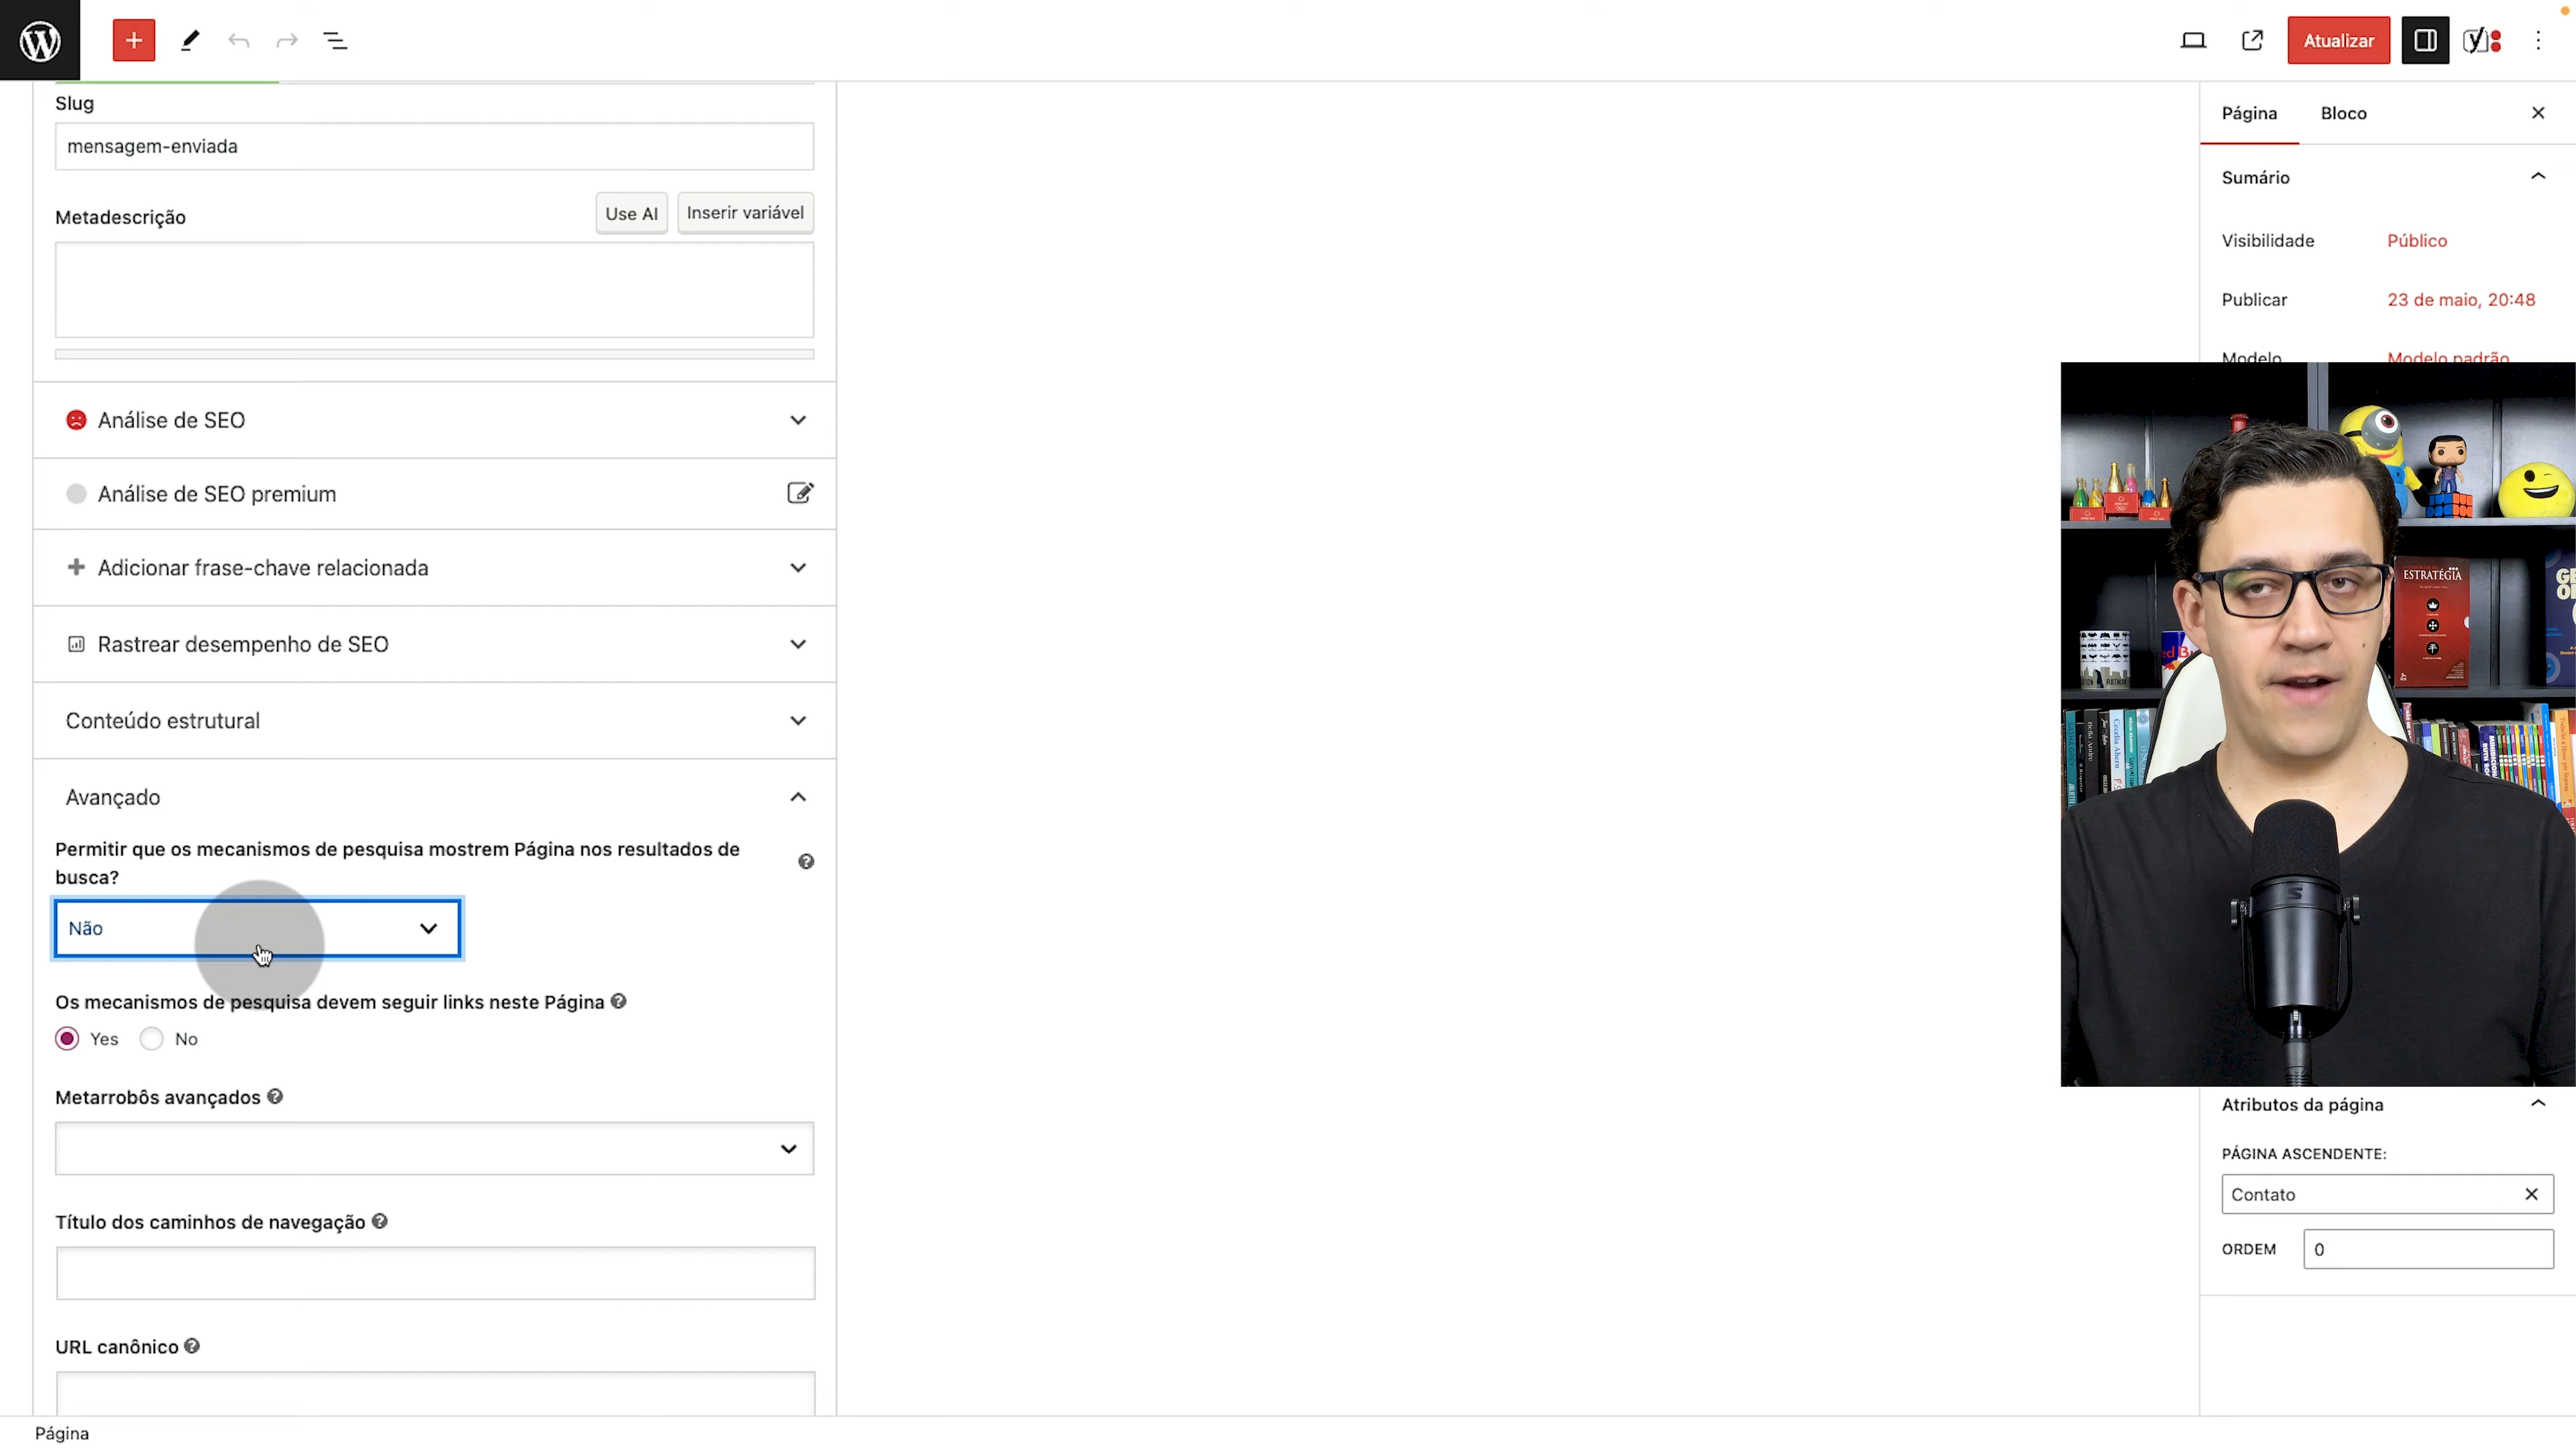 Atualizar
Slug
mensagem-enviada
Metadescrição
Use AI
Inserir variável
Análise de SEO
Análise de SEO premium
Adicionar frase-chave relacionada
Rastrear desempenho de SEO
Conteúdo estrutural
Avançado
Permitir que os mecanismos de pesquisa mostrem Página nos resultados de
busca?
Não
Os mecanismos de pesquisa devem seguir links neste Página
Yes No
Metarrobôs avançados
Título dos caminhos de navegação
URL canônico
Página
Página Bloco
Sumário
Visibilidade Público
Publicar 23 de maio, 20:48
Modelo Modelo padrão
ESTRATÉGIA
Atributos da página
PÁGINA ASCENDENTE:
Contato
ORDEM 0